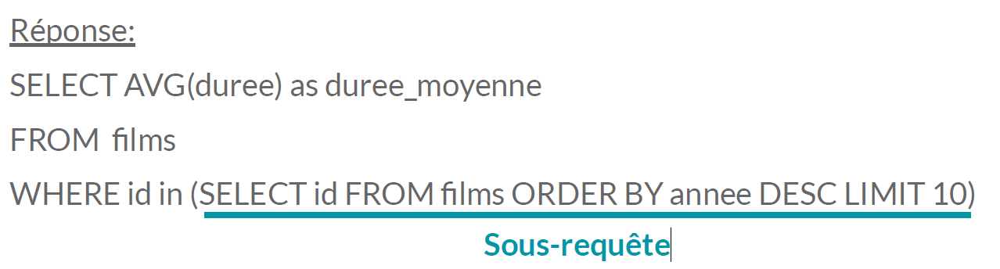 Réponse:
SELECT AVG(duree) as duree_moyenne
FROM films
WHERE id in (SELECT id FROM films ORDER BY annee DESC LIMIT 10)
Sous-requête